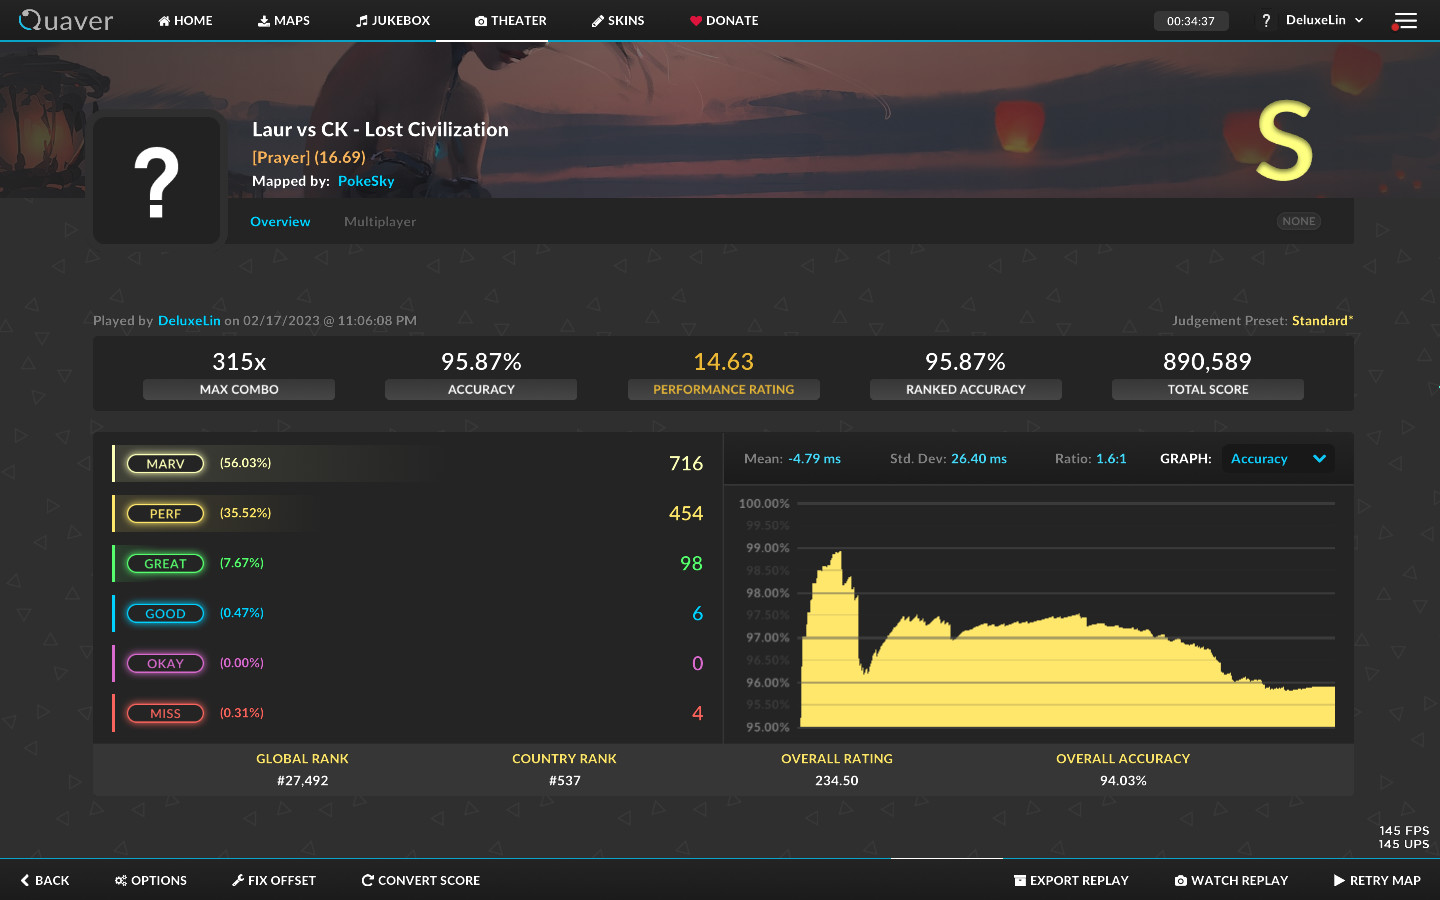 Quaver HOME MAPS JUKEBOX THEATER SKINS DONATE 00:34:37 ? DeluxeLin
?
Laur vs CK - Lost Civilization
[Prayer] (16.69)
Mapped by: PokeSky
S
Overview Multiplayer NONE
Played by DeluxeLin on 02/17/2023 @ 11:06:08 PM Judgement Preset: Standard*
315x 95.87% 14.63 95.87% 890,589
MAX COMBO ACCURACY PERFORMANCE RATING RANKED ACCURACY TOTAL SCORE
MARV (56.03%) 716
PERF (35.52%) 454
GREAT (7.67%) 98
GOOD (0.47%) 6
OKAY (0.00%) 0
MISS (0.31%) 4
Mean: -4.79 ms Std. Dev: 26.40 ms Ratio: 1.6:1 GRAPH: Accuracy
100.00%
99.50%
99.00%
98.50%
98.00%
97.50%
97.00%
96.50%
96.00%
95.50%
95.00%
GLOBAL RANK COUNTRY RANK OVERALL RATING OVERALL ACCURACY
#27,492 #537 234.50 94.03%
145 FPS
145 UPS
BACK OPTIONS FIX OFFSET CONVERT SCORE EXPORT REPLAY WATCH REPLAY RETRY MAP